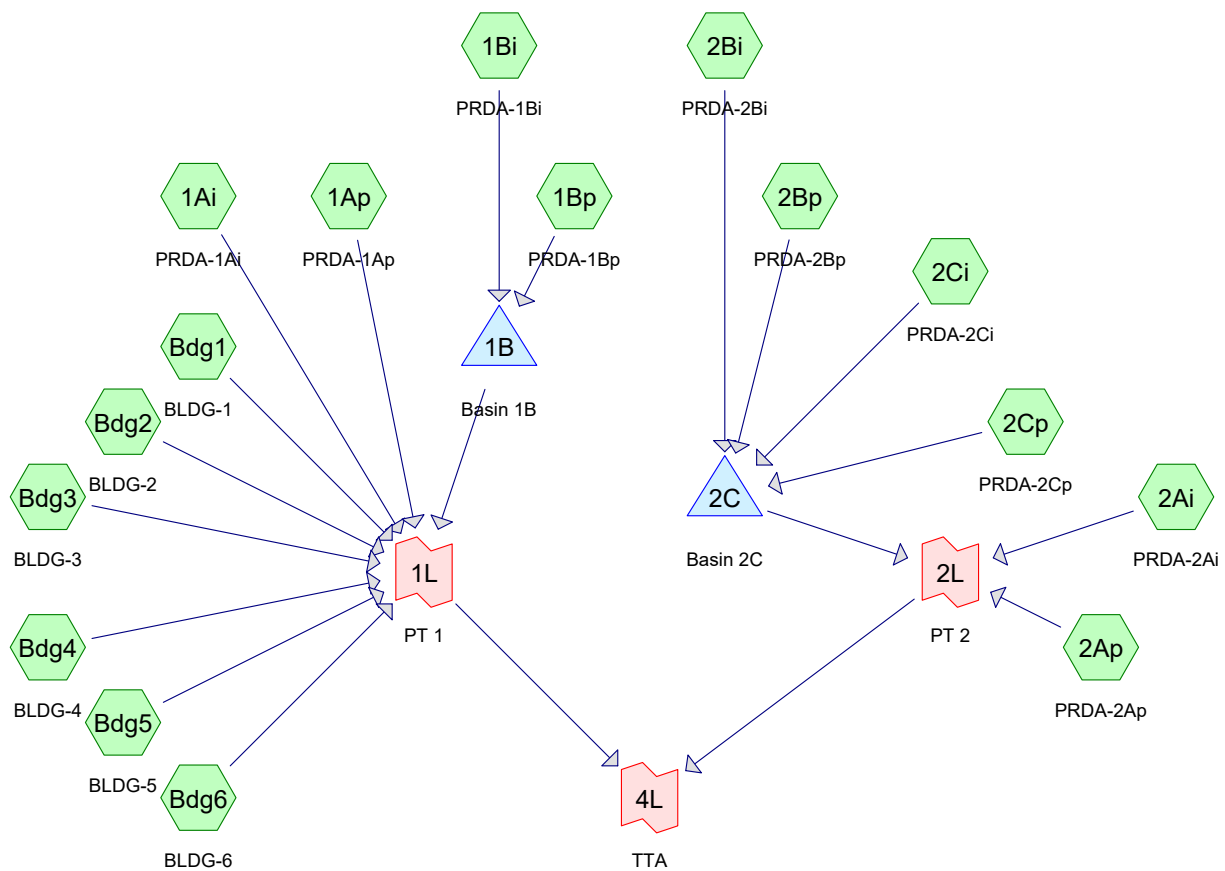 1Bi
2Bi
PRDA-1Bi
PRDA-2Bi
1Ai
1Ap
1Bp
2Bp
PRDA-1Ai
PRDA-1Ap
PRDA-1Bp
PRDA-2Bp
2Ci
PRDA-2Ci
Bdg1
1B
BLDG-1
Basin 1B
Bdg2
2Cp
BLDG-2
PRDA-2Cp
Bdg3
2C
2Ai
BLDG-3
Basin 2C
PRDA-2Ai
1L
2L
PT 1
PT 2
Bdg4
2Ap
BLDG-4
PRDA-2Ap
Bdg5
BLDG-5
Bdg6
4L
BLDG-6
TTA